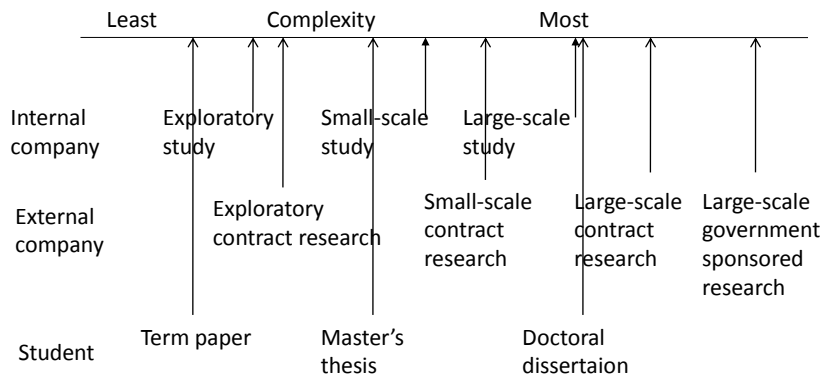 Least Complexity Most
Internal company
Exploratory study
Small-scale study
Large-scale study
External company
Exploratory contract research
Small-scale contract research
Large-scale contract research
Large-scale government sponsored research
Student
Term paper
Master's thesis
Doctoral dissertaion